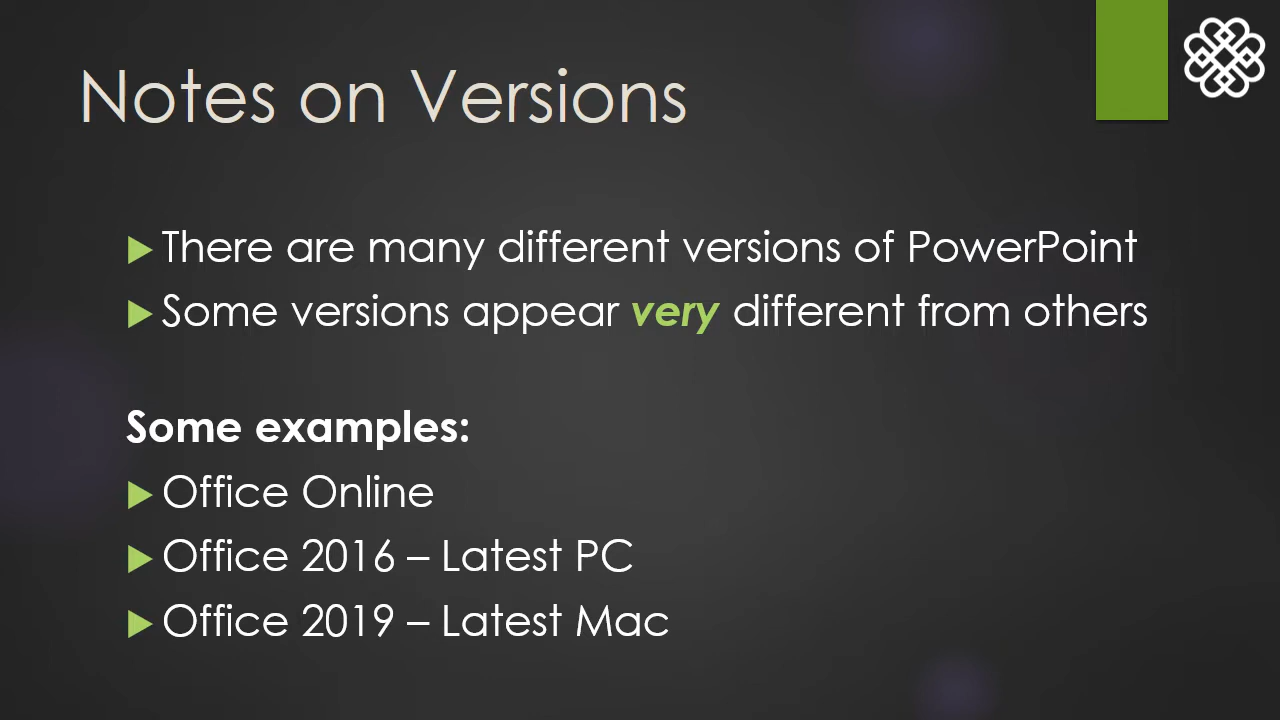 Notes on Versions
There are many different versions of PowerPoint
Some versions appear very different from others
Some examples:
Office Online
Office 2016 – Latest PC
Office 2019 – Latest Mac